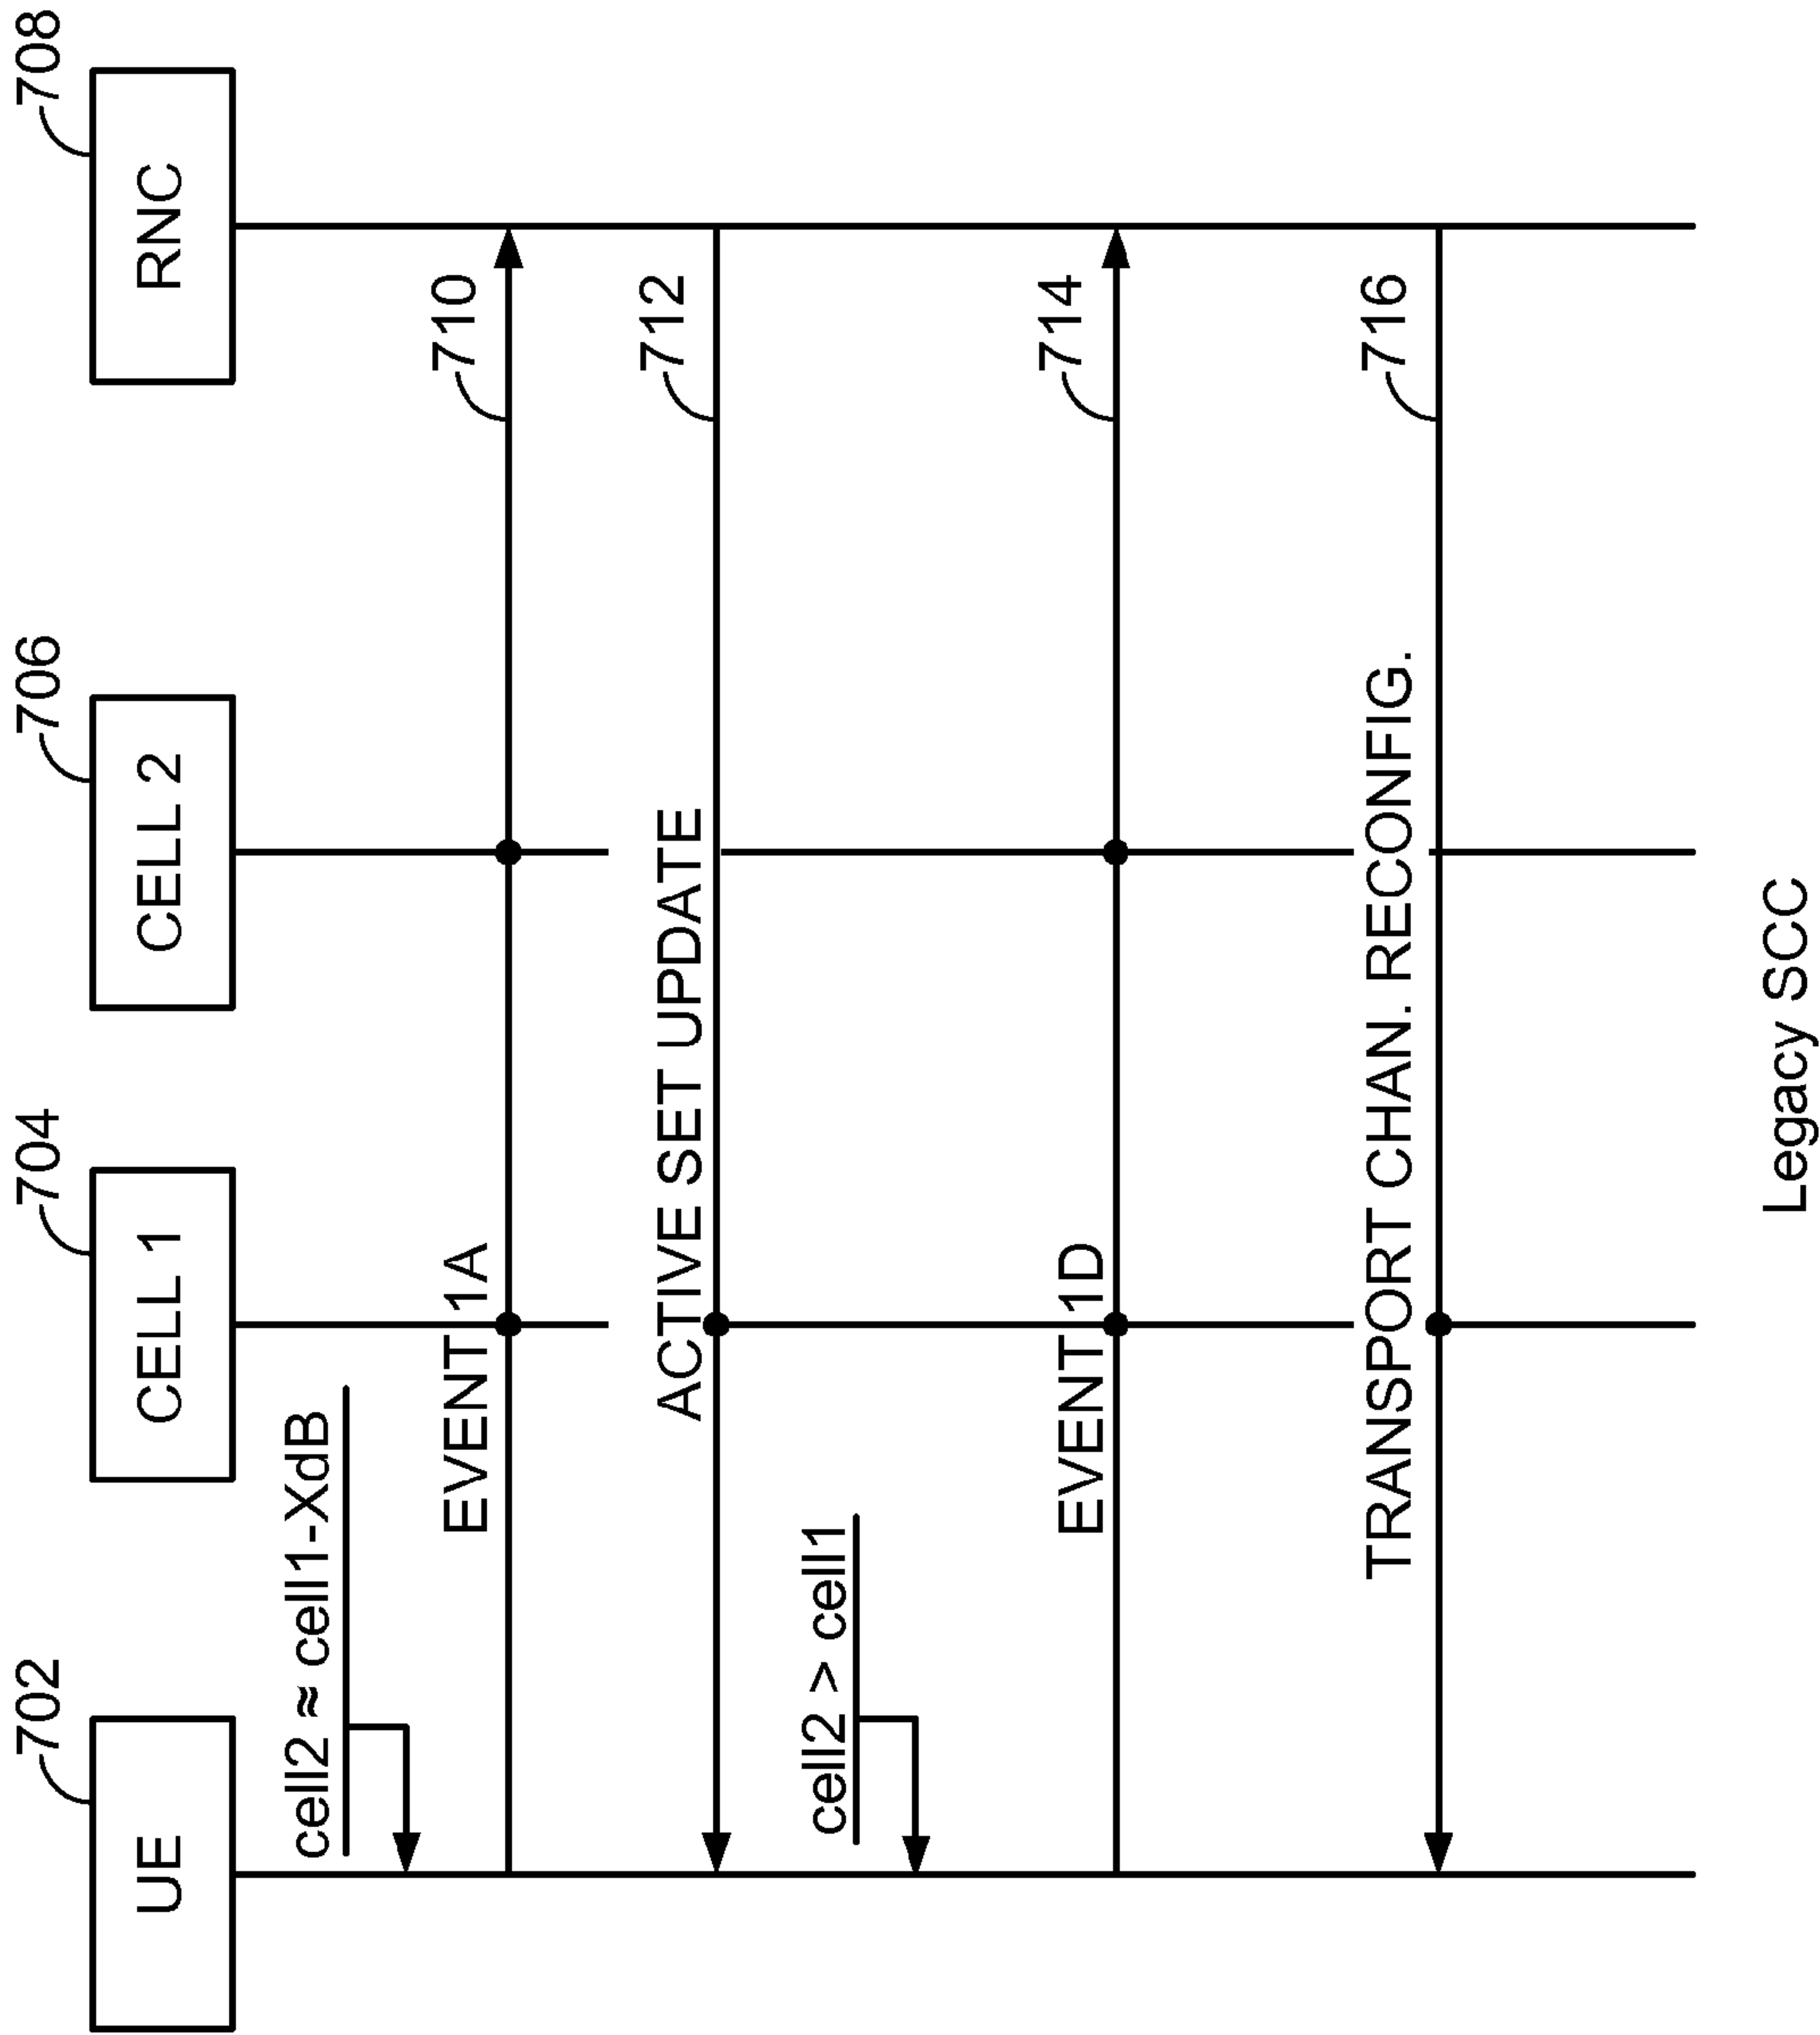 702
704
706
708
UE
CELL 1
CELL 2
RNC
cell2 ≈ cell1-XdB
710
EVENT 1A
712
ACTIVE SET UPDATE
cell2 > cell1
714
EVENT 1D
716
TRANSPORT CHAN. RECONFIG.
Legacy SCC